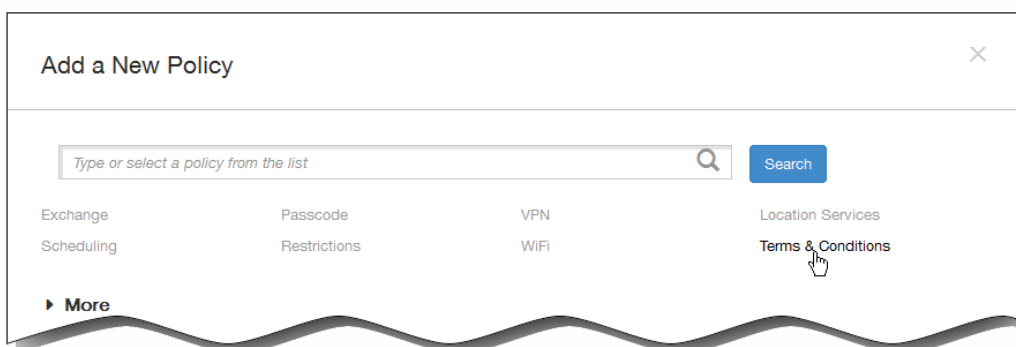 Add a New Policy
Type or select a policy from the list
Search
Exchange Passcode VPN Location Services
Scheduling Restrictions WiFi Terms & Conditions
More